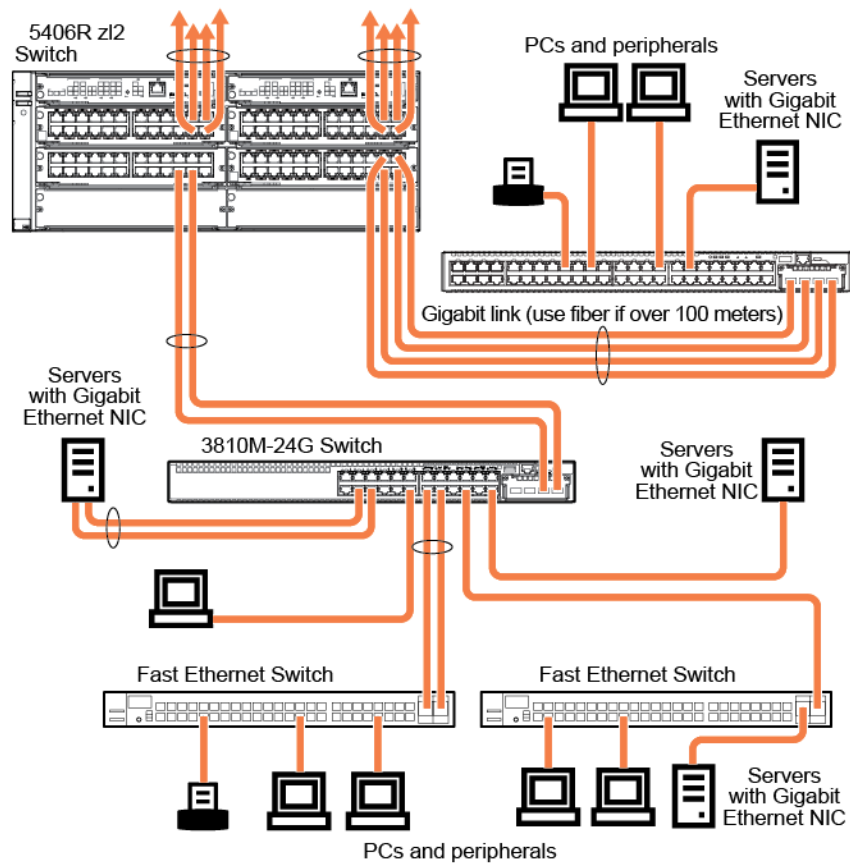 5406R zl2
Switch
PCs and peripherals
Servers
with Gigabit
Ethernet NIC
Gigabit link (use fiber if over 100 meters)
Servers
with Gigabit
Ethernet NIC
3810M-24G Switch
Servers
with Gigabit
Ethernet NIC
Fast Ethernet Switch
Fast Ethernet Switch
Servers
with Gigabit
Ethernet NIC
PCs and peripherals